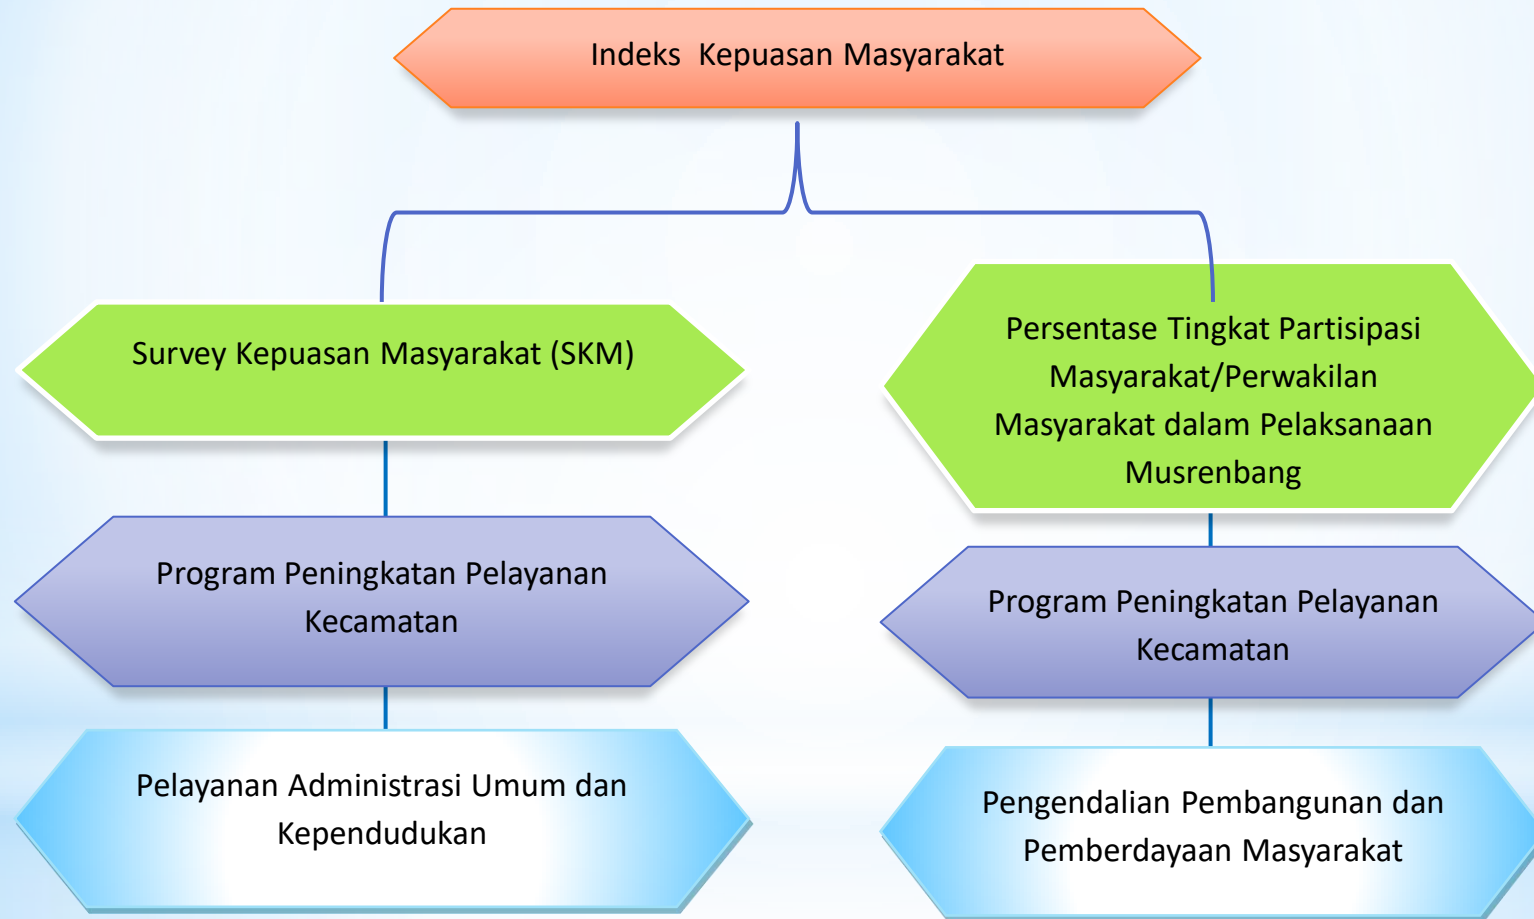 Indeks  Kepuasan Masyarakat
Survey Kepuasan Masyarakat (SKM)
Program Peningkatan Pelayanan
Kecamatan
Pelayanan Administrasi Umum dan
Kependudukan
Persentase Tingkat Partisipasi
Masyarakat/Perwakilan
Masyarakat dalam Pelaksanaan
Musrenbang
Program Peningkatan Pelayanan
Kecamatan
Pengendalian Pembangunan dan
Pemberdayaan Masyarakat